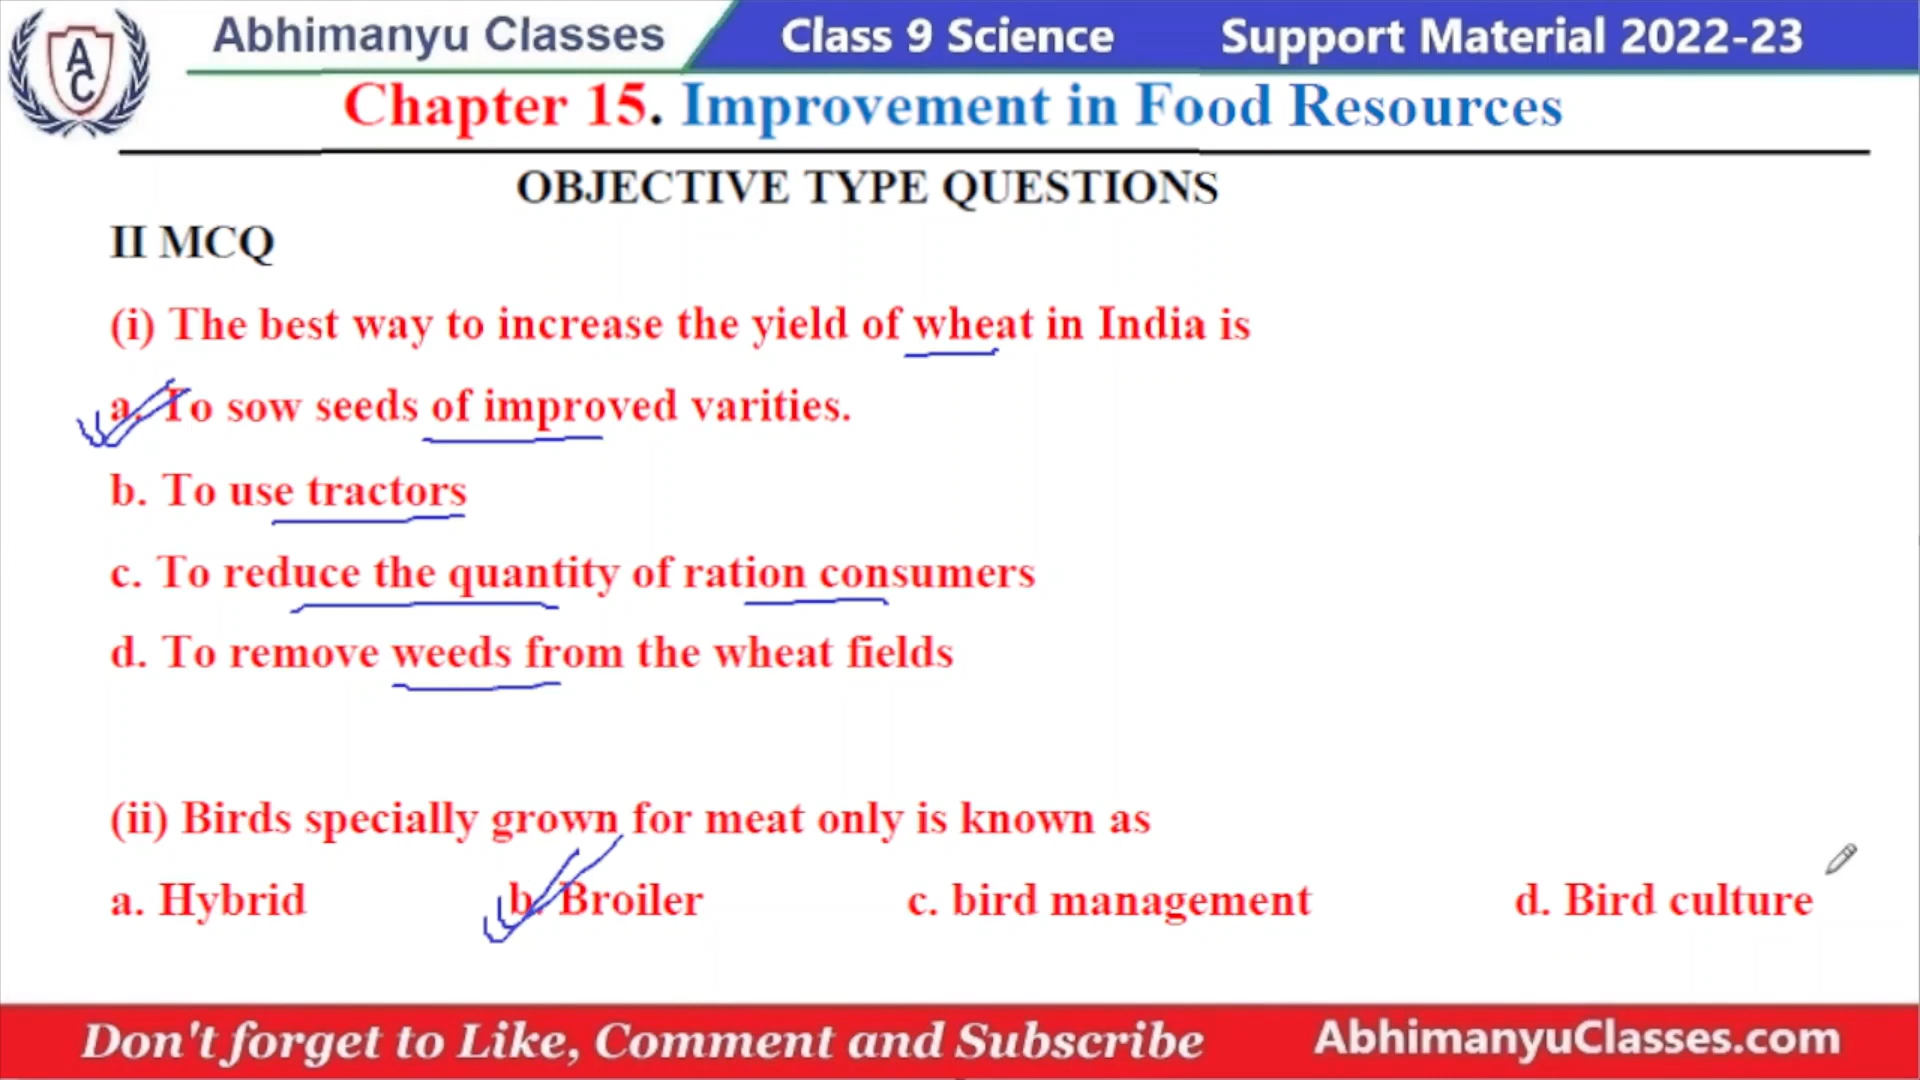 AC
Abhimanyu Classes
Class 9 Science
Support Material 2022-23
Chapter 15. Improvement in Food Resources
OBJECTIVE TYPE QUESTIONS
II MCQ
(i) The best way to increase the yield of wheat in India is
a. To sow seeds of improved varities.
b. To use tractors
c. To reduce the quantity of ration consumers
d. To remove weeds from the wheat fields
(ii) Birds specially grown for meat only is known as
a. Hybrid b. Broiler c. bird management d. Bird culture
Don't forget to Like, Comment and Subscribe
AbhimanyuClasses.com